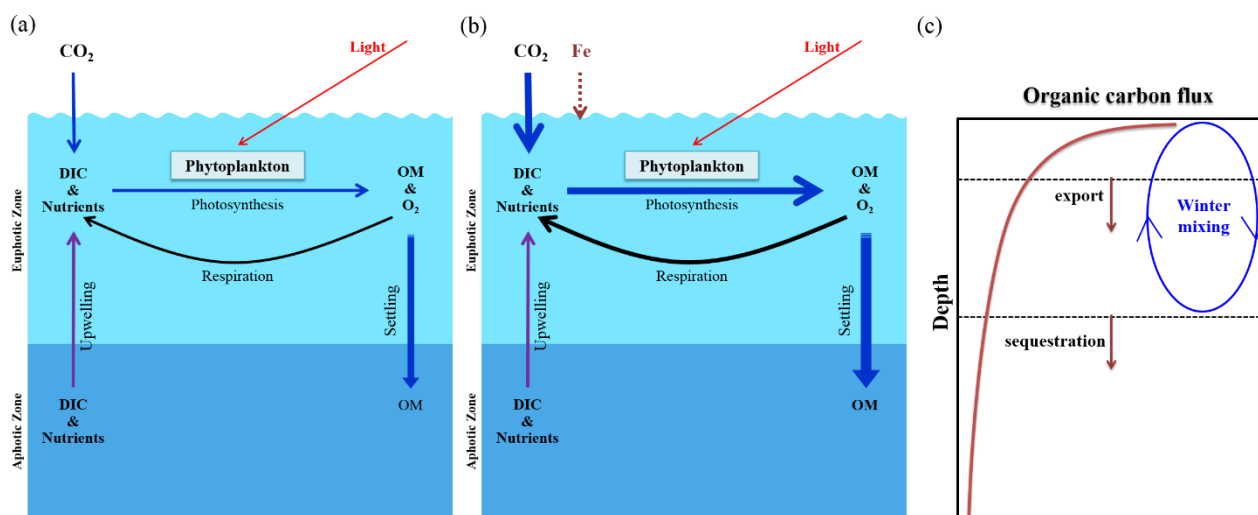 (a)
CO₂
Light
Phytoplankton
Photosynthesis
DIC
&
Nutrients
OM
&
O₂
Respiration
Upwelling
Settling
DIC
&
Nutrients
OM
Euphotic Zone
Aphotic Zone
(b)
CO₂
Fe
Light
Phytoplankton
Photosynthesis
DIC
&
Nutrients
OM
&
O₂
Respiration
Upwelling
Settling
DIC
&
Nutrients
OM
Euphotic Zone
Aphotic Zone
(c)
Organic carbon flux
Depth
export
Winter
mixing
sequestration